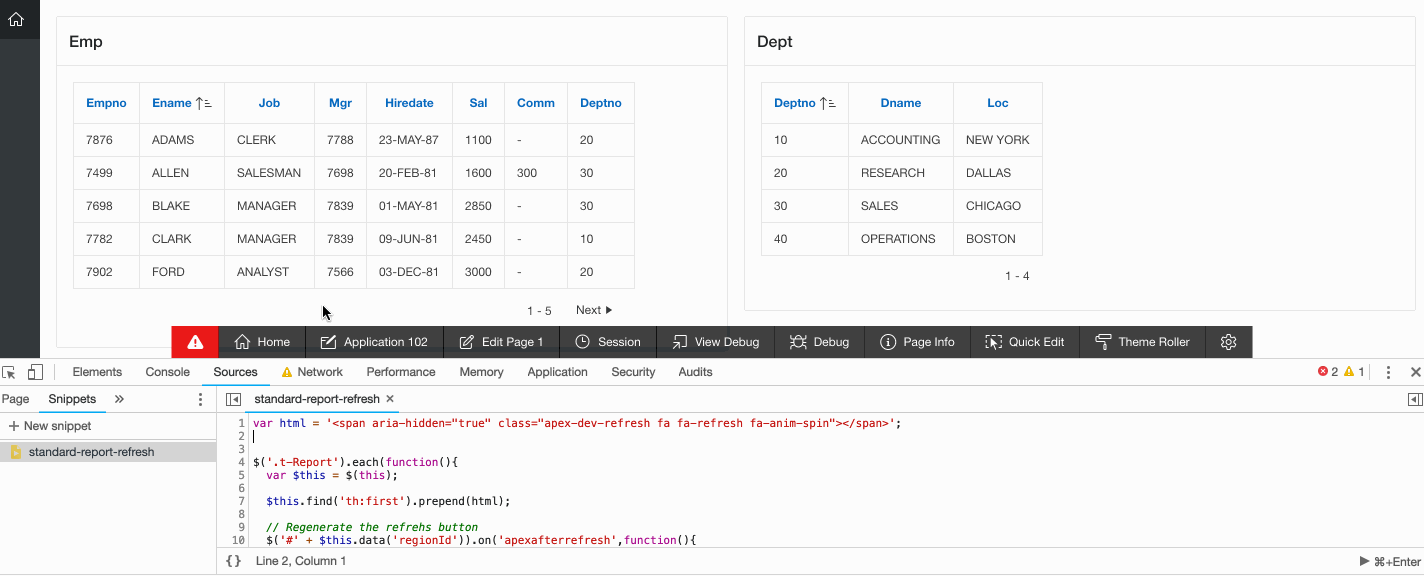 Emp
Empno Ename Job Mgr Hiredate Sal Comm Deptno
7876 ADAMS CLERK 7788 23-MAY-87 1100 - 20
7499 ALLEN SALESMAN 7698 20-FEB-81 1600 300 30
7698 BLAKE MANAGER 7839 01-MAY-81 2850 - 30
7782 CLARK MANAGER 7839 09-JUN-81 2450 - 10
7902 FORD ANALYST 7566 03-DEC-81 3000 - 20
1 - 5 Next
Dept
Deptno Dname Loc
10 ACCOUNTING NEW YORK
20 RESEARCH DALLAS
30 SALES CHICAGO
40 OPERATIONS BOSTON
1 - 4
Home Application 102 Edit Page 1 Session View Debug Debug Page Info Quick Edit Theme Roller
Elements Console Sources Network Performance Memory Application Security Audits 2 1
Page Snippets »
standard-report-refresh ×
+ New snippet
standard-report-refresh
1 var html = '<span aria-hidden="true" class="apex-dev-refresh fa fa-refresh fa-anim-spin"></span>';
2
3
4 $('.t-Report').each(function(){
5 var $this = $(this);
6
7 $this.find('th:first').prepend(html);
8
9 // Regenerate the refrehs button
10 $('#' + $this.data('regionId')).on('apexafterrefresh',function(){
{} Line 2, Column 1
⌘+Enter